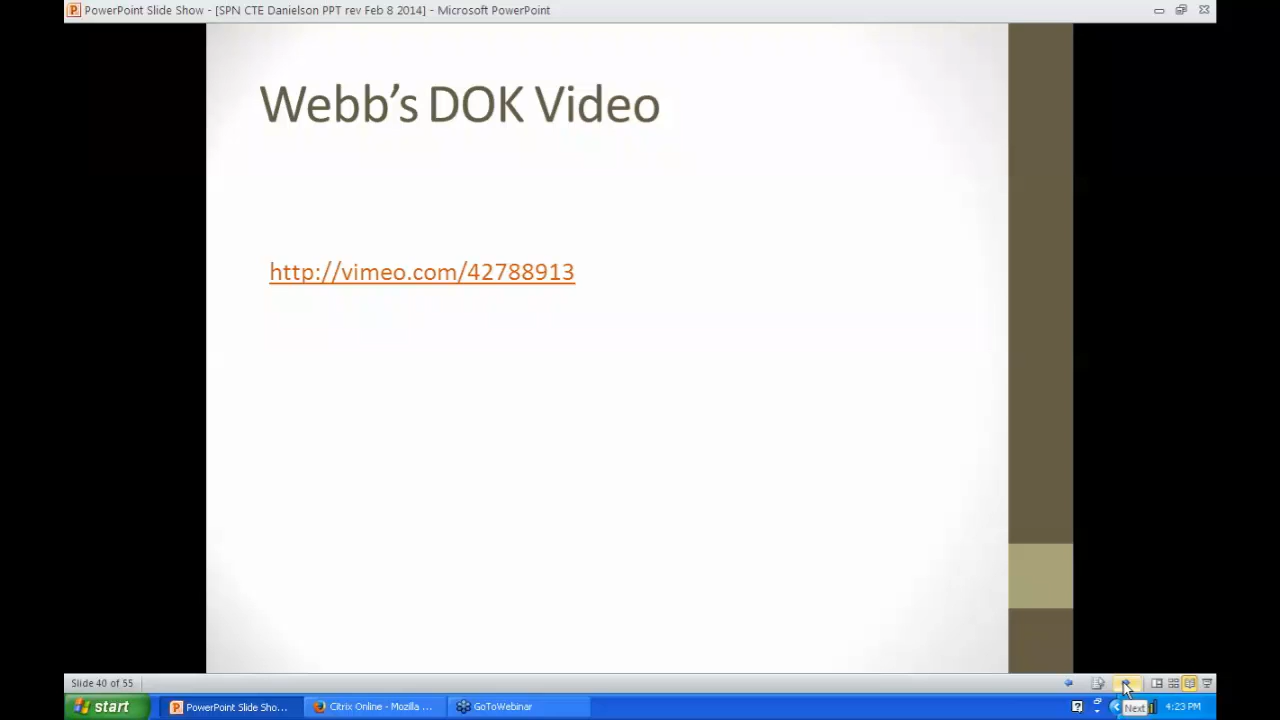 PowerPoint Slide Show - [SPN CTE Danielson PPT rev Feb 8 2014] - Microsoft PowerPoint
Webb’s DOK Video
http://vimeo.com/42788913
Slide 40 of 55
start
PowerPoint Slide Sho...
Citrix Online - Mozilla ...
GoToWebinar
Next
4:23 PM